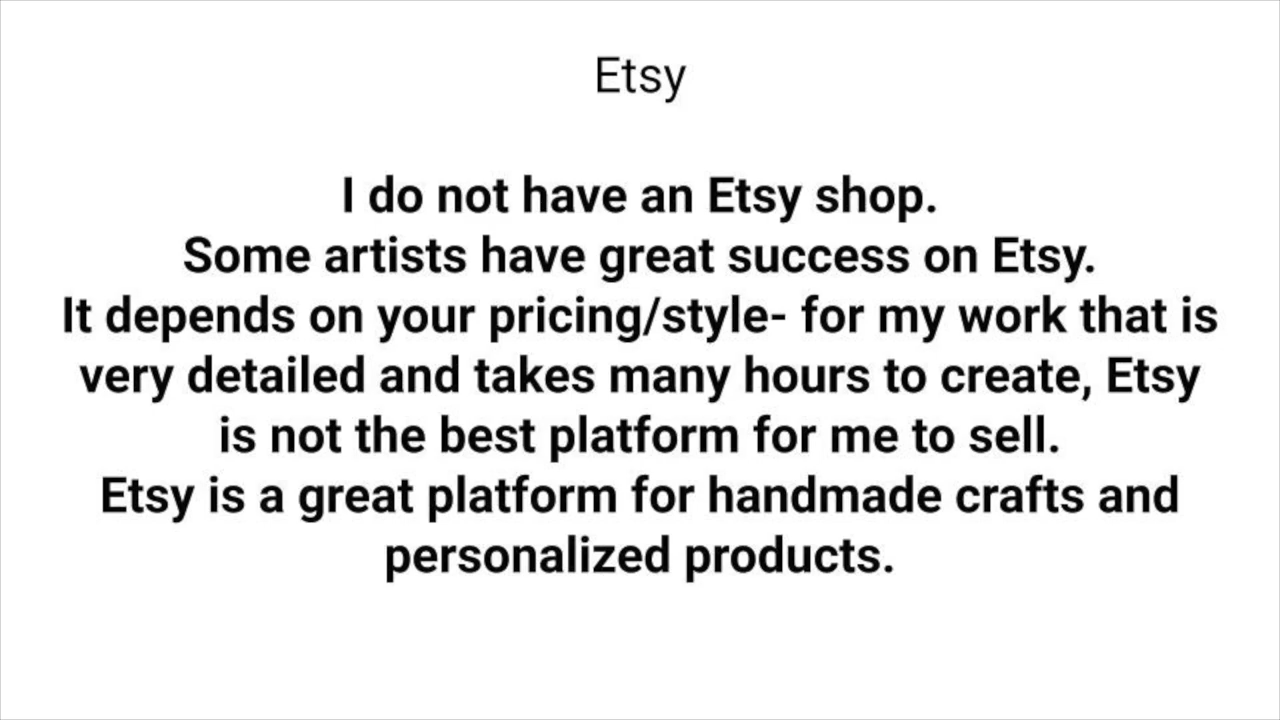 Etsy
I do not have an Etsy shop.
Some artists have great success on Etsy.
It depends on your pricing/style- for my work that is
very detailed and takes many hours to create, Etsy
is not the best platform for me to sell.
Etsy is a great platform for handmade crafts and
personalized products.